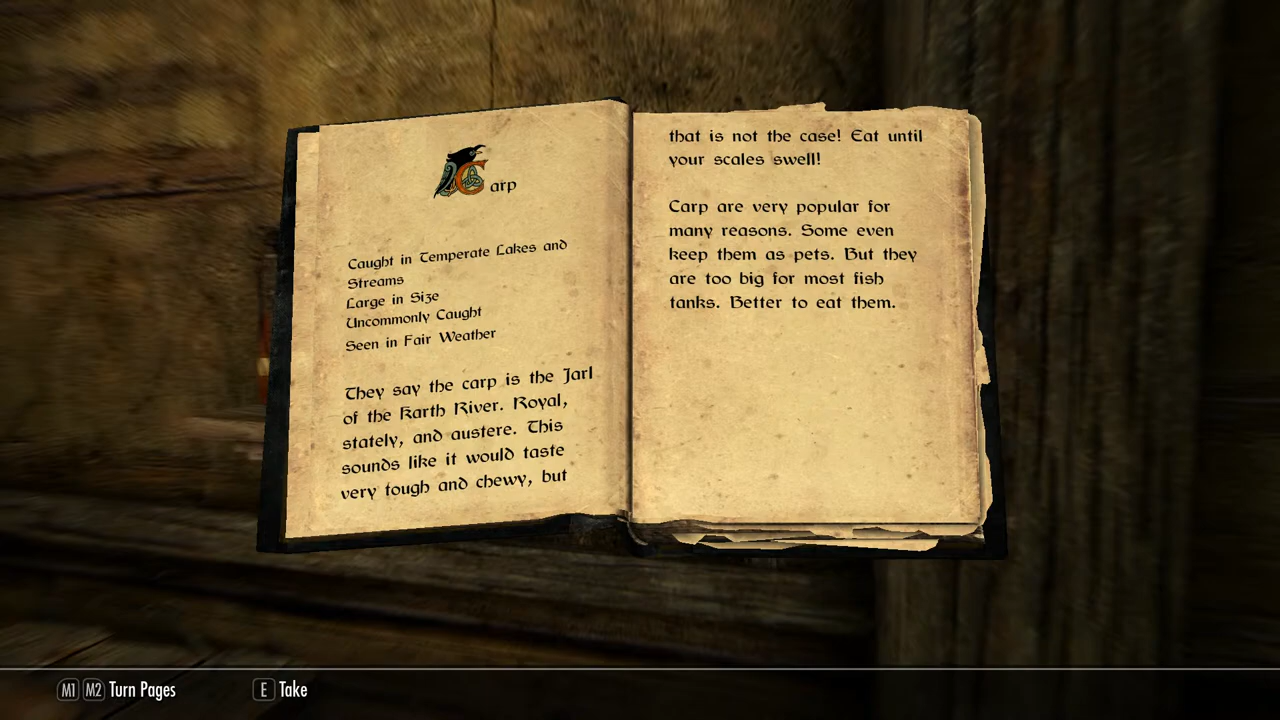 Carp
Caught in Temperate Lakes and
Streams
Large in Size
Uncommonly Caught
Seen in Fair Weather
They say the carp is the Jarl
of the Karth River. Royal,
stately, and austere. This
sounds like it would taste
very tough and chewy, but
that is not the case! Eat until
your scales swell!
Carp are very popular for
many reasons. Some even
keep them as pets. But they
are too big for most fish
tanks. Better to eat them.
M1 M2 Turn Pages
E Take